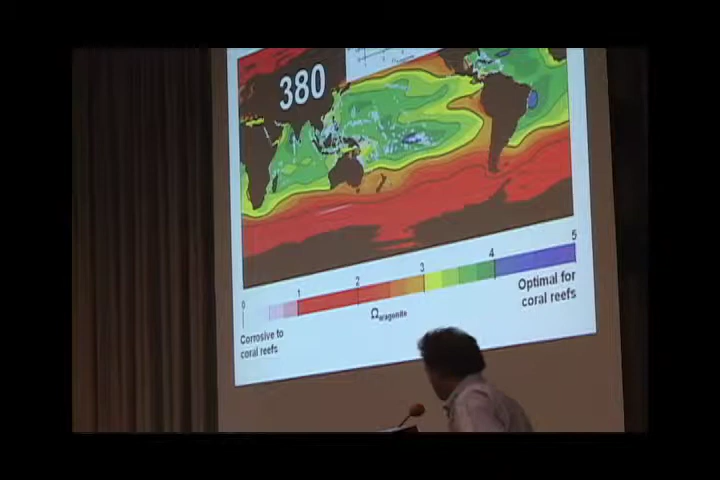 380
0 1 2 3 4 5
Ωaragonite
Corrosive to
coral reefs
Optimal for
coral reefs